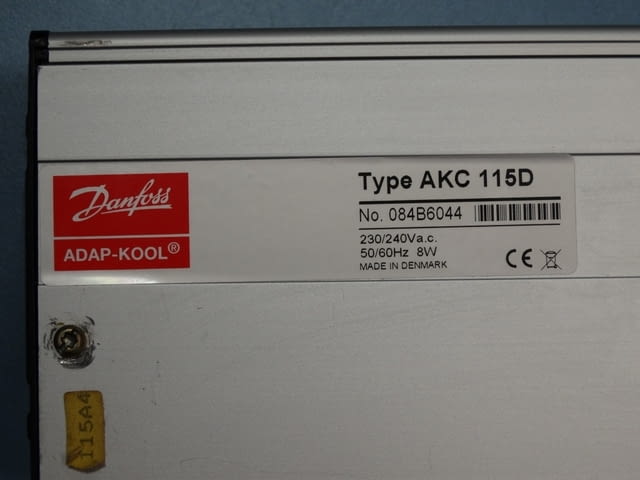 Danfoss
ADAP-KOOL®
Type AKC 115D
No. 084B6044
230/240Va.c.
50/60Hz 8W
MADE IN DENMARK
CE
115A4